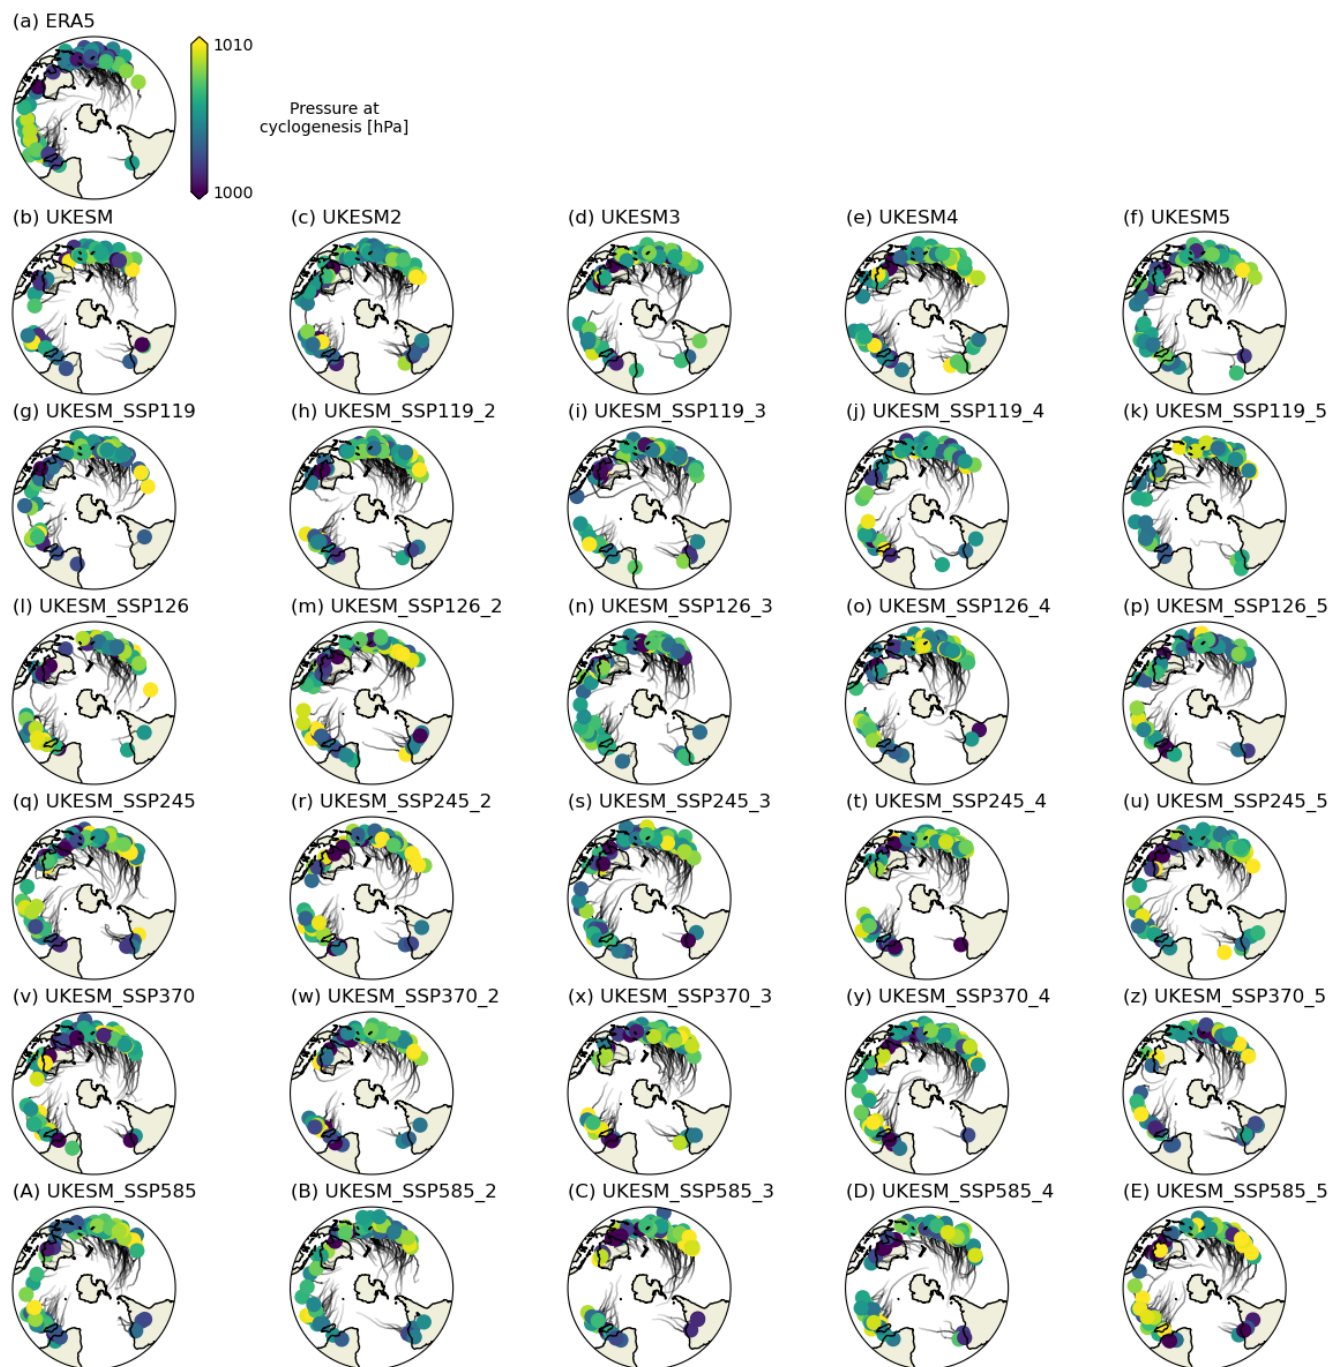 (a) ERA5
1010
Pressure at
cyclogenesis [hPa]
1000
(b) UKESM
(c) UKESM2
(d) UKESM3
(e) UKESM4
(f) UKESM5
(g) UKESM_SSP119
(h) UKESM_SSP119_2
(i) UKESM_SSP119_3
(j) UKESM_SSP119_4
(k) UKESM_SSP119_5
(l) UKESM_SSP126
(m) UKESM_SSP126_2
(n) UKESM_SSP126_3
(o) UKESM_SSP126_4
(p) UKESM_SSP126_5
(q) UKESM_SSP245
(r) UKESM_SSP245_2
(s) UKESM_SSP245_3
(t) UKESM_SSP245_4
(u) UKESM_SSP245_5
(v) UKESM_SSP370
(w) UKESM_SSP370_2
(x) UKESM_SSP370_3
(y) UKESM_SSP370_4
(z) UKESM_SSP370_5
(A) UKESM_SSP585
(B) UKESM_SSP585_2
(C) UKESM_SSP585_3
(D) UKESM_SSP585_4
(E) UKESM_SSP585_5